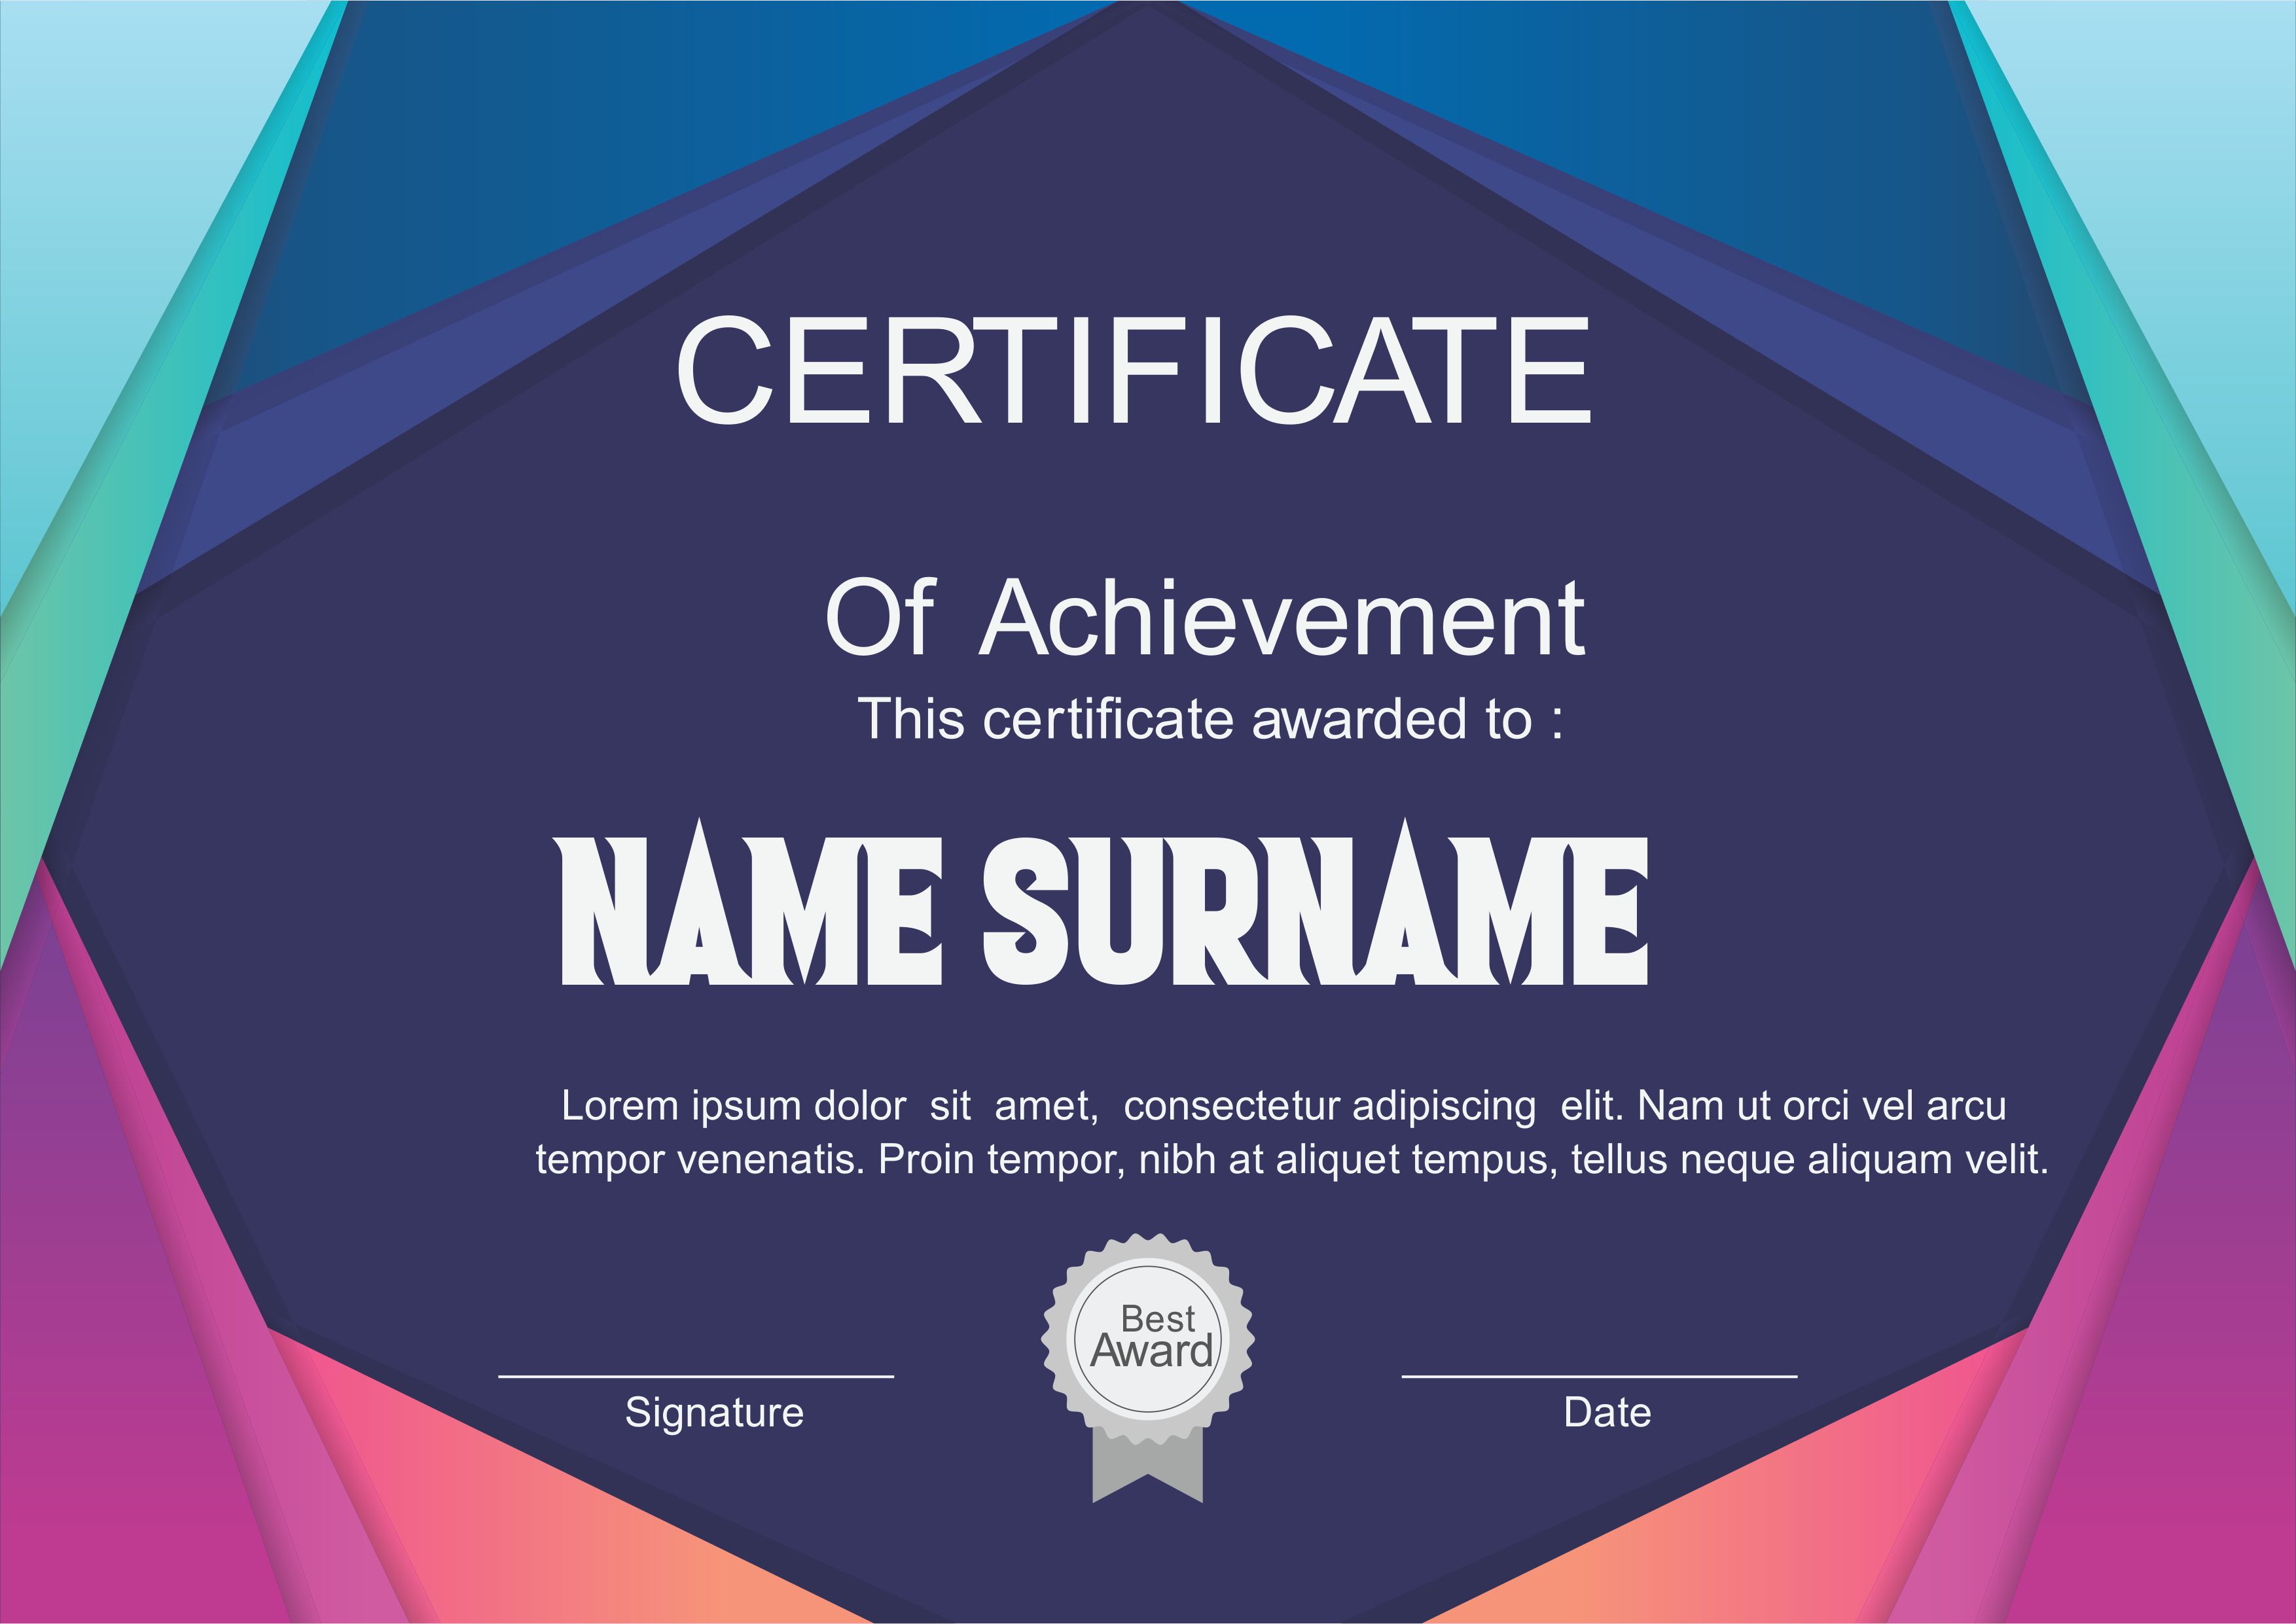 CERTIFICATE
Of Achievement
This certificate awarded to :
NAME SURNAME
Lorem ipsum dolor sit amet, consectetur adipiscing elit. Nam ut orci vel arcu
tempor venenatis. Proin tempor, nibh at aliquet tempus, tellus neque aliquam velit.
Best
Award
Signature
Date